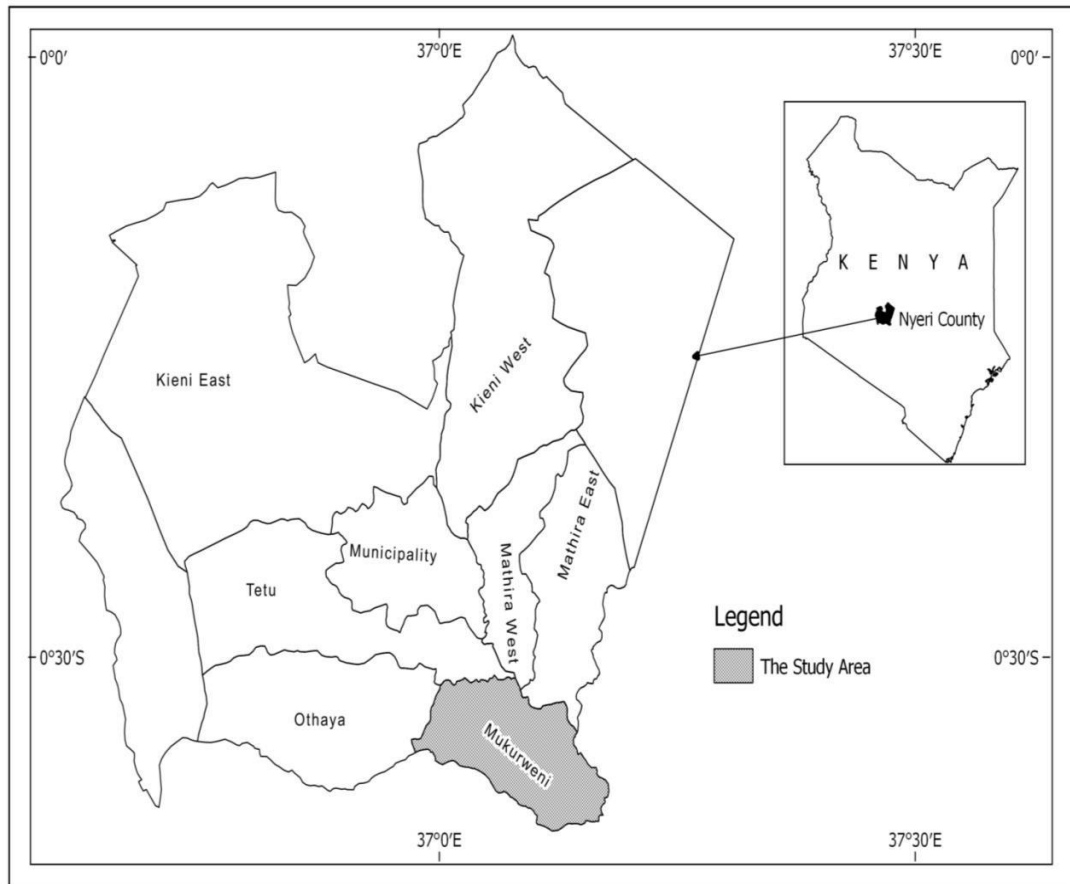 37°0'E
37°30'E
0°0'
0°0'
K E N Y A
Nyeri County
Kieni East
Kieni West
Municipality
Mathira East
Mathira West
Tetu
Legend
The Study Area
0°30'S
0°30'S
Othaya
Mukurweni
37°0'E
37°30'E